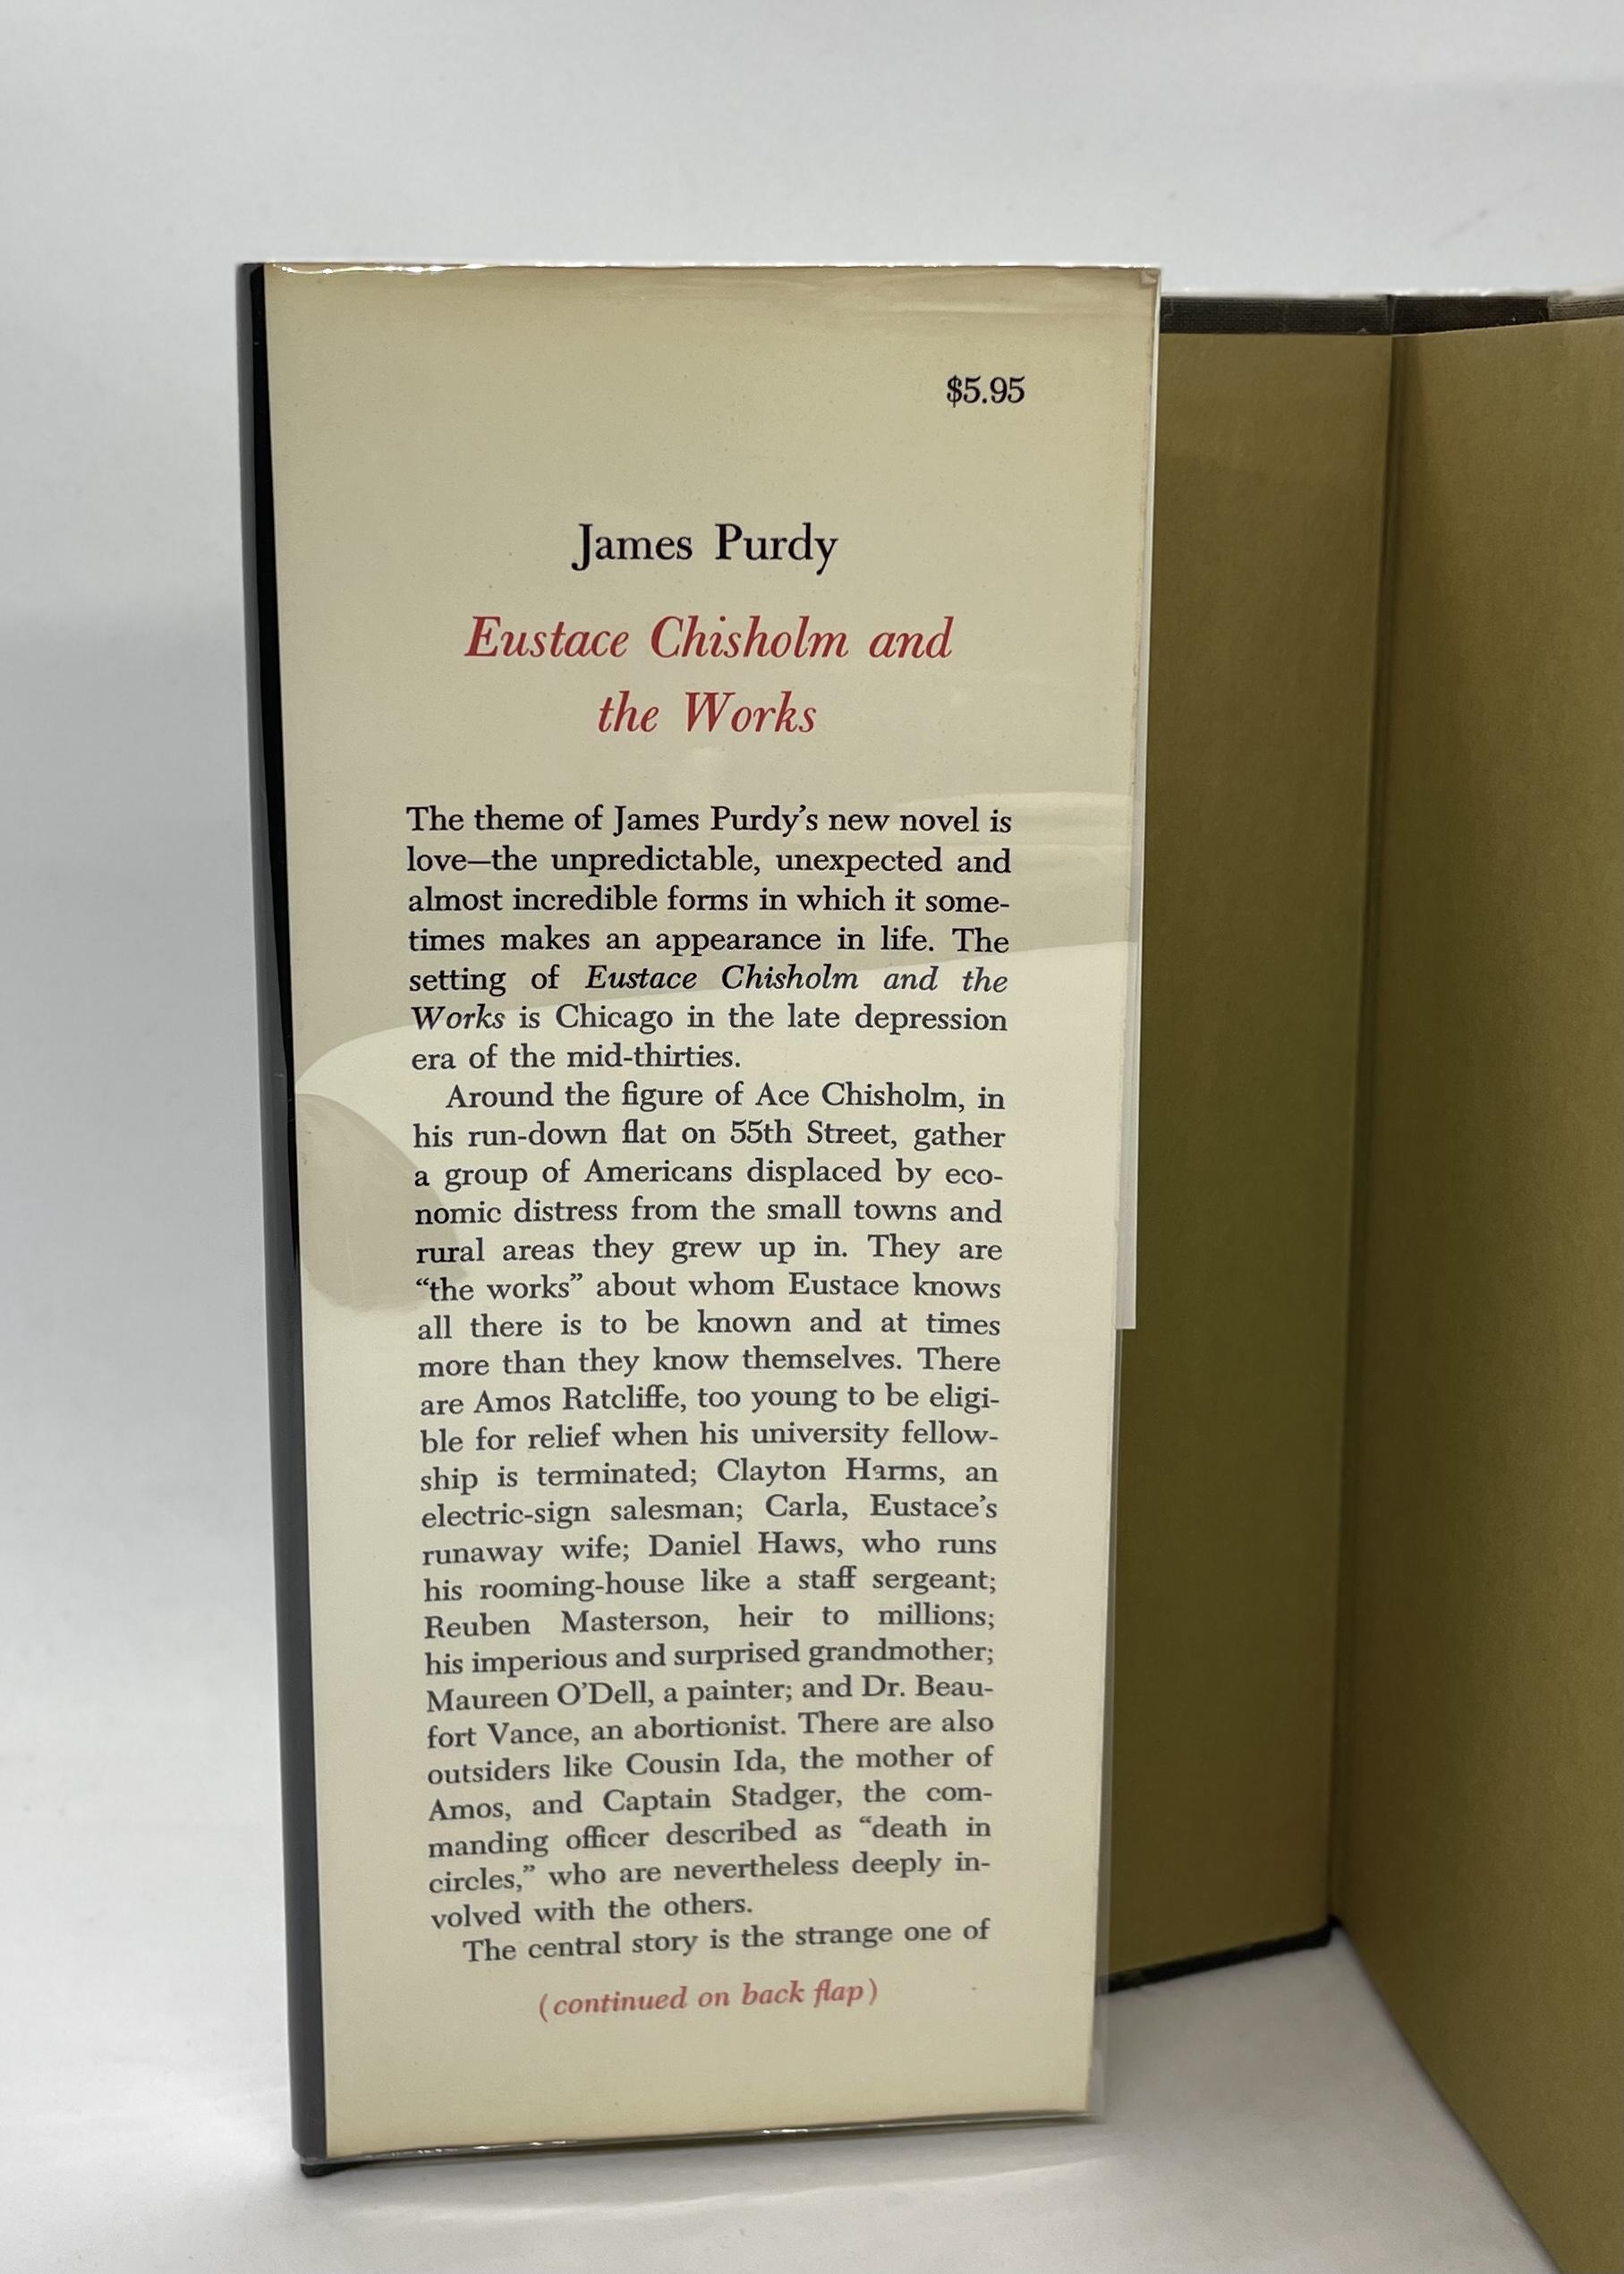 $5.95
James Purdy
Eustace Chisholm and
the Works
The theme of James Purdy's new novel is
love—the unpredictable, unexpected and
almost incredible forms in which it some-
times makes an appearance in life. The
setting of Eustace Chisholm and the
Works is Chicago in the late depression
era of the mid-thirties.
Around the figure of Ace Chisholm, in
his run-down flat on 55th Street, gather
a group of Americans displaced by eco-
nomic distress from the small towns and
rural areas they grew up in. They are
“the works” about whom Eustace knows
all there is to be known and at times
more than they know themselves. There
are Amos Ratcliffe, too young to be eligi-
ble for relief when his university fellow-
ship is terminated; Clayton Harms, an
electric-sign salesman; Carla, Eustace's
runaway wife; Daniel Haws, who runs
his rooming-house like a staff sergeant;
Reuben Masterson, heir to millions;
his imperious and surprised grandmother;
Maureen O'Dell, a painter; and Dr. Beau-
fort Vance, an abortionist. There are also
outsiders like Cousin Ida, the mother of
Amos, and Captain Stadger, the com-
manding officer described as “death in
circles,” who are nevertheless deeply in-
volved with the others.
The central story is the strange one of
(continued on back flap)